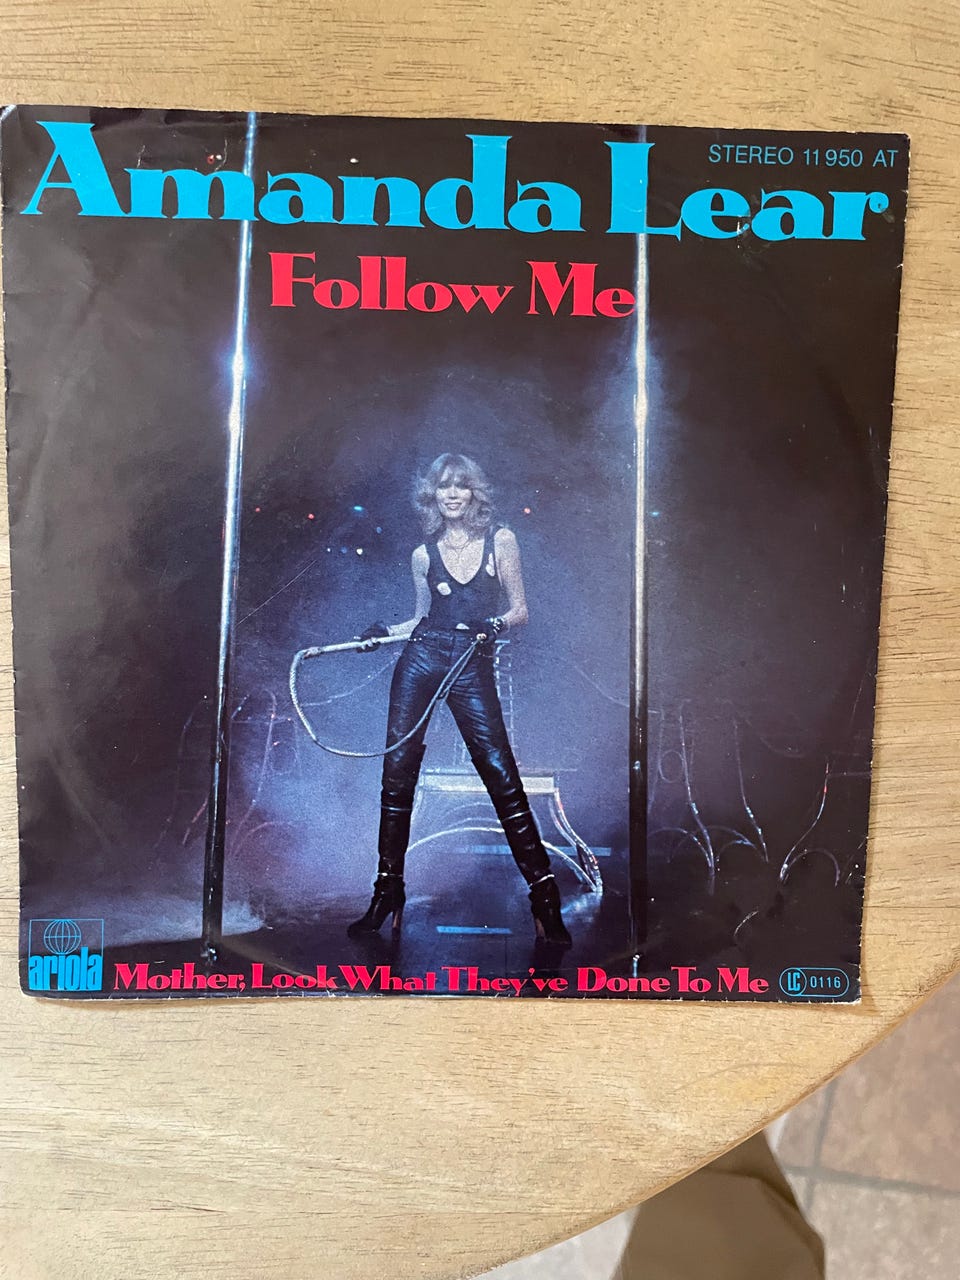 STEREO 11 950 AT
Amanda Lear
Follow Me
ariola
Mother, Look What They've Done To Me
LC 0116